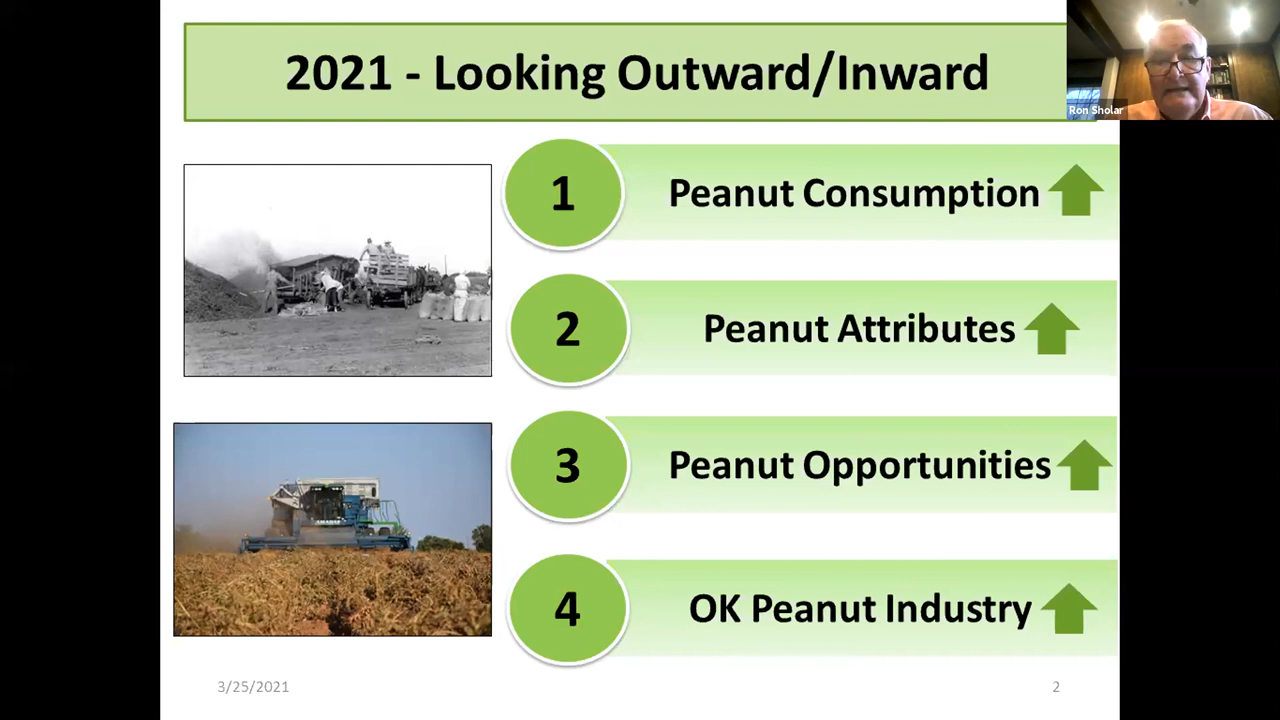 2021 - Looking Outward/Inward
Ron Sholar
1
Peanut Consumption
2
Peanut Attributes
3
Peanut Opportunities
AMADAS
4
OK Peanut Industry
3/25/2021
2